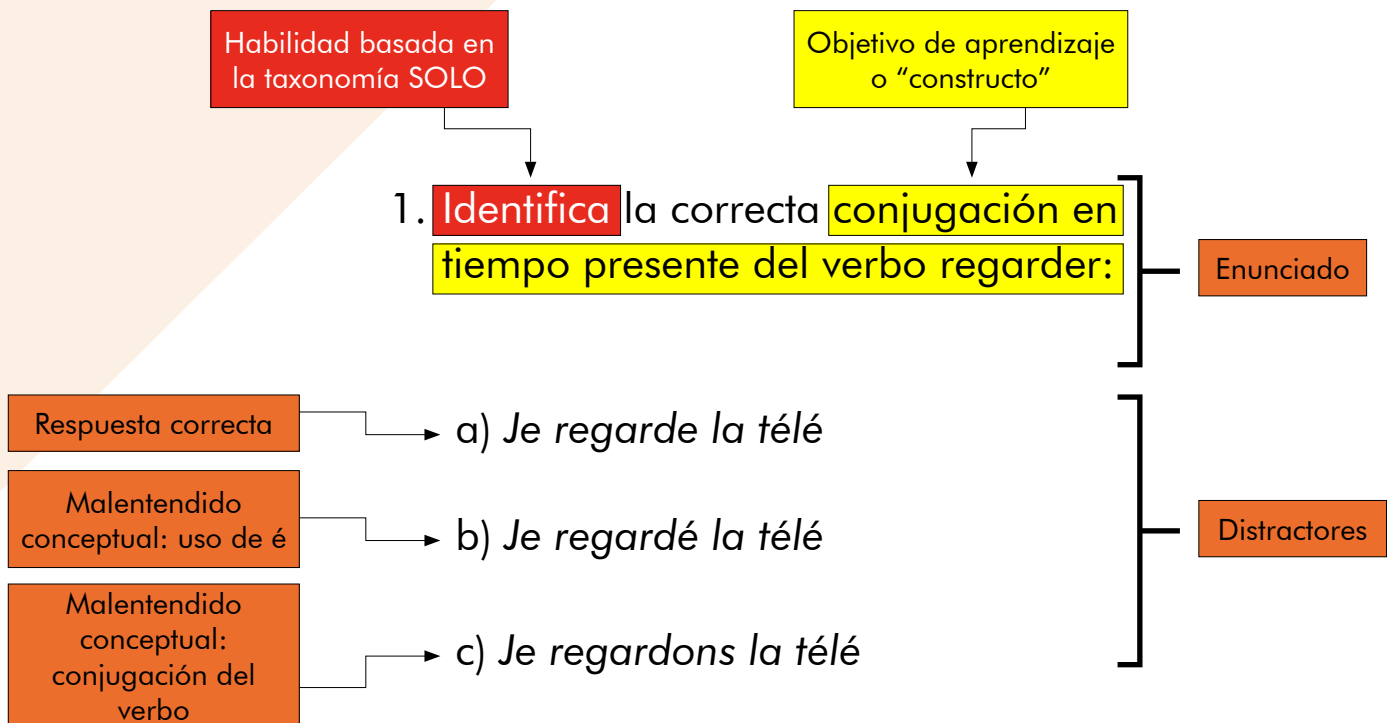 Habilidad basada en
la taxonomía SOLO
Objetivo de aprendizaje
o “constructo”
1. Identifica la correcta conjugación en
tiempo presente del verbo regarder:
Enunciado
Respuesta correcta
a) Je regarde la télé
Malentendido
conceptual: uso de é
b) Je regardé la télé
Distractores
Malentendido
conceptual:
conjugación del
verbo
c) Je regardons la télé